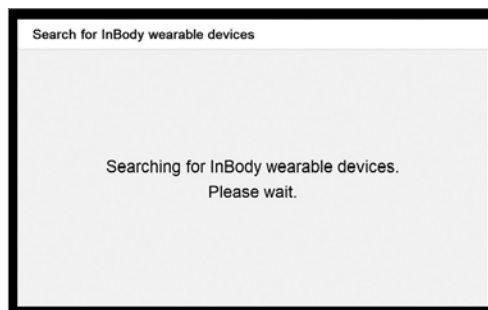 Search for InBody wearable devices
Searching for InBody wearable devices.
Please wait.